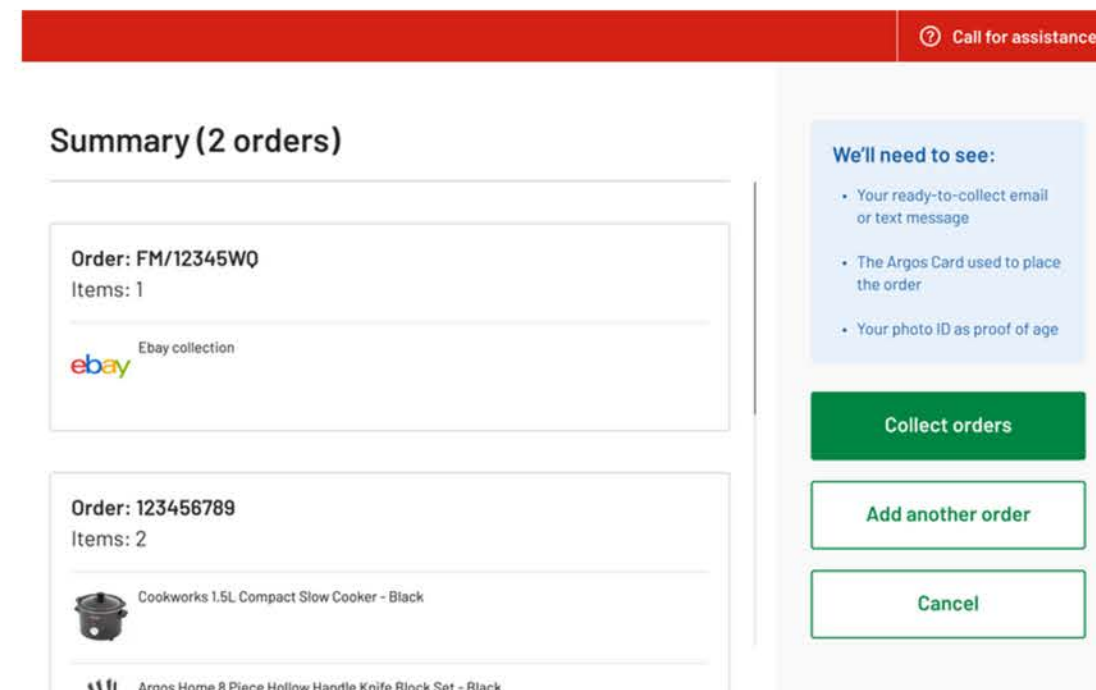 Call for assistance
Summary (2 orders)
Order: FM/12345WQ
Items: 1
ebay
Ebay collection
Order: 123456789
Items: 2
Cookworks 1.5L Compact Slow Cooker - Black
Argos Home 8 Piece Hollow Handle Knife Block Set - Black
We'll need to see:
• Your ready-to-collect email
or text message
• The Argos Card used to place
the order
• Your photo ID as proof of age
Collect orders
Add another order
Cancel